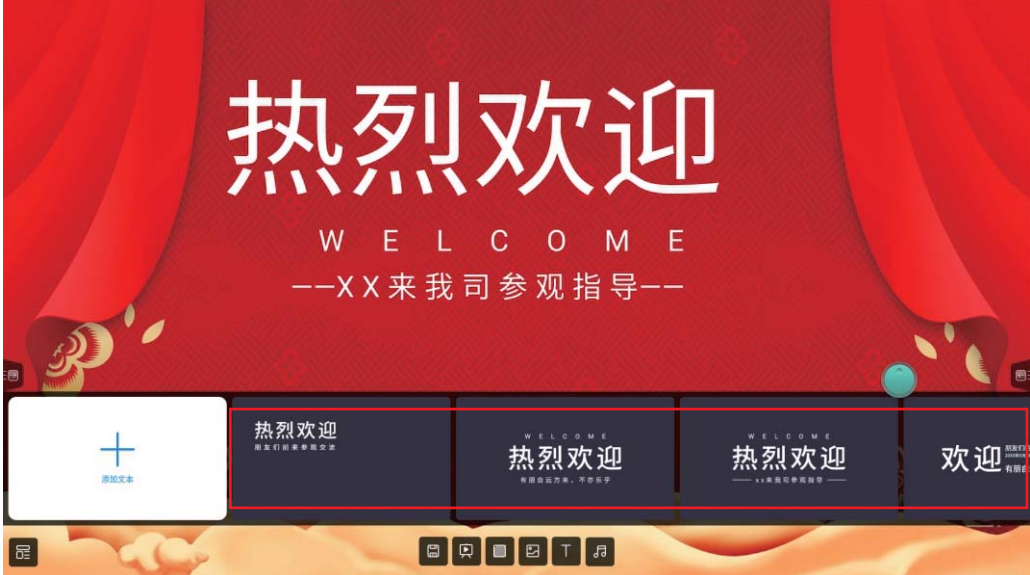 热烈欢迎
WELCOME
——XX来我司参观指导——
添加文本
热烈欢迎
朋友们前来参观交流
WELCOME
热烈欢迎
有朋自远方来,不亦乐乎
WELCOME
热烈欢迎
—— xx来我司参观指导 ——
欢迎
T